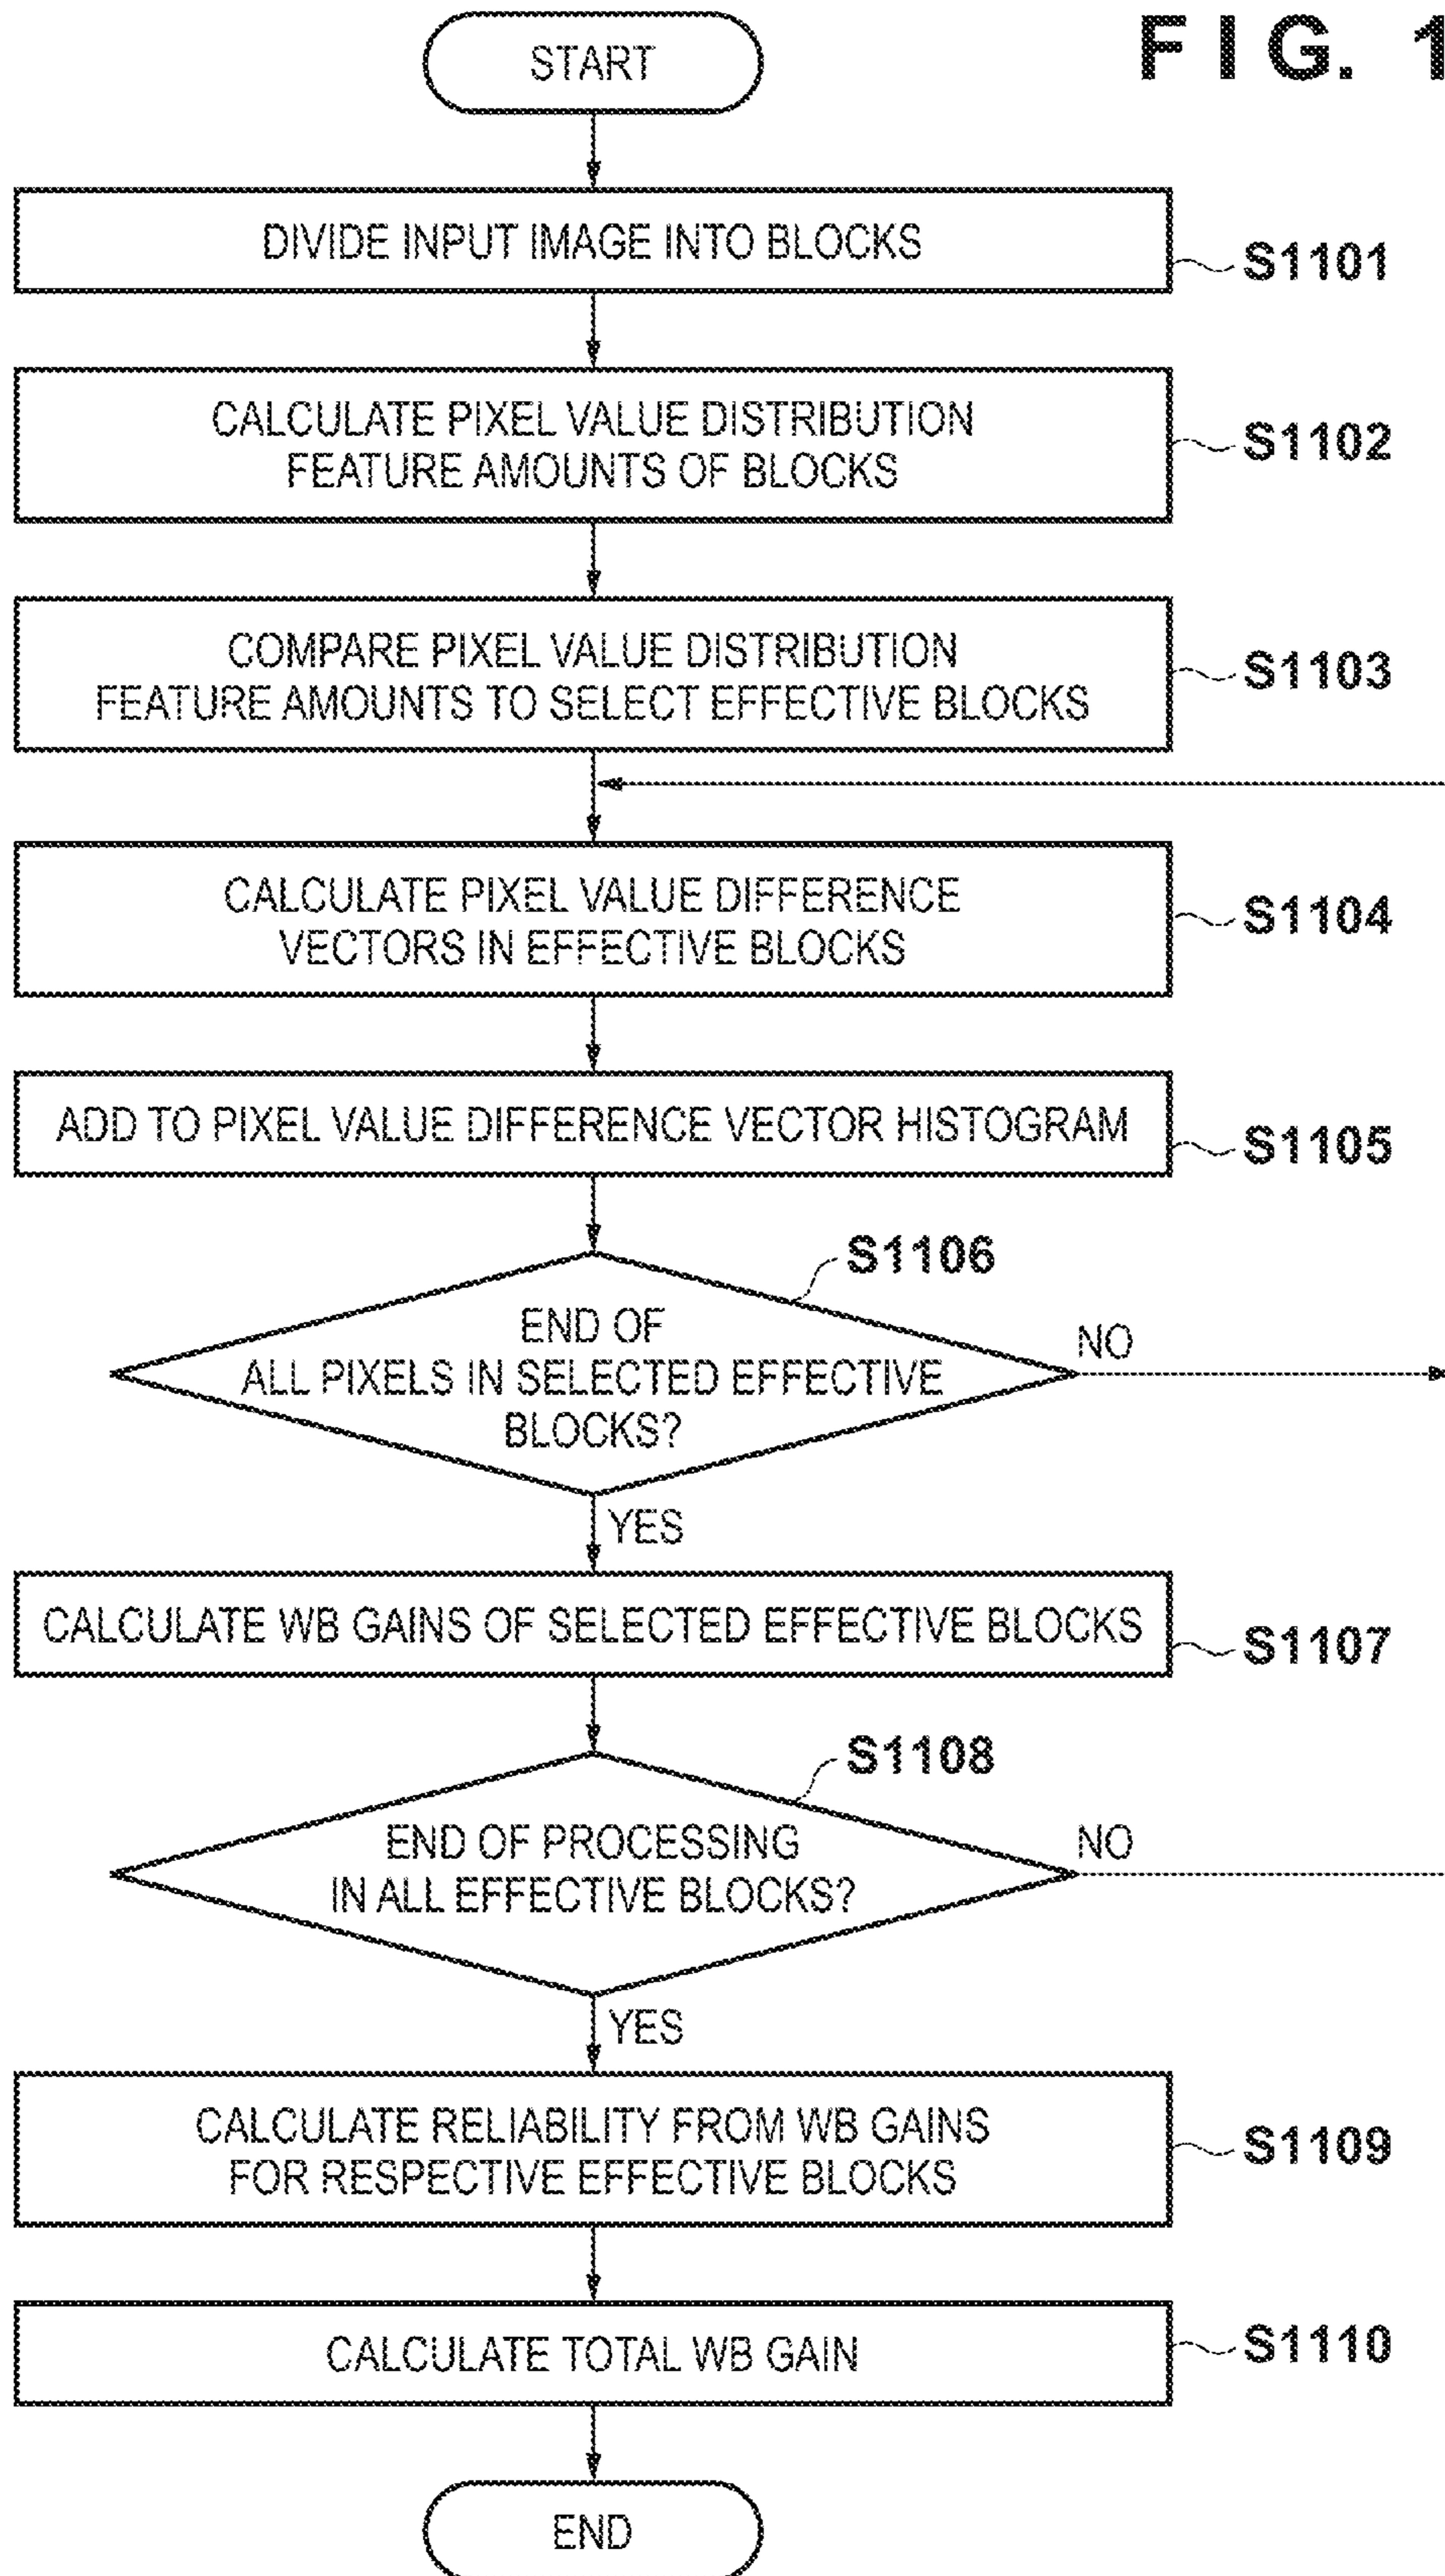 FIG. 1
START
DIVIDE INPUT IMAGE INTO BLOCKS
S1101
CALCULATE PIXEL VALUE DISTRIBUTION
FEATURE AMOUNTS OF BLOCKS
S1102
COMPARE PIXEL VALUE DISTRIBUTION
FEATURE AMOUNTS TO SELECT EFFECTIVE BLOCKS
S1103
CALCULATE PIXEL VALUE DIFFERENCE
VECTORS IN EFFECTIVE BLOCKS
S1104
ADD TO PIXEL VALUE DIFFERENCE VECTOR HISTOGRAM
S1105
S1106
END OF
ALL PIXELS IN SELECTED EFFECTIVE
BLOCKS?
NO
YES
CALCULATE WB GAINS OF SELECTED EFFECTIVE BLOCKS
S1107
S1108
END OF PROCESSING
IN ALL EFFECTIVE BLOCKS?
NO
YES
CALCULATE RELIABILITY FROM WB GAINS
FOR RESPECTIVE EFFECTIVE BLOCKS
S1109
CALCULATE TOTAL WB GAIN
S1110
END